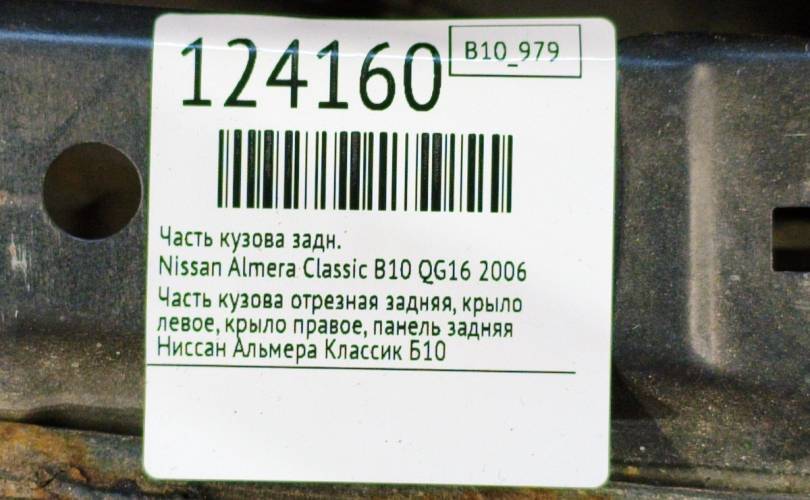 124160
B10_979
Часть кузова задн.
Nissan Almera Classic B10 QG16 2006
Часть кузова отрезная задняя, крыло
левое, крыло правое, панель задняя
Ниссан Альмера Классик Б10